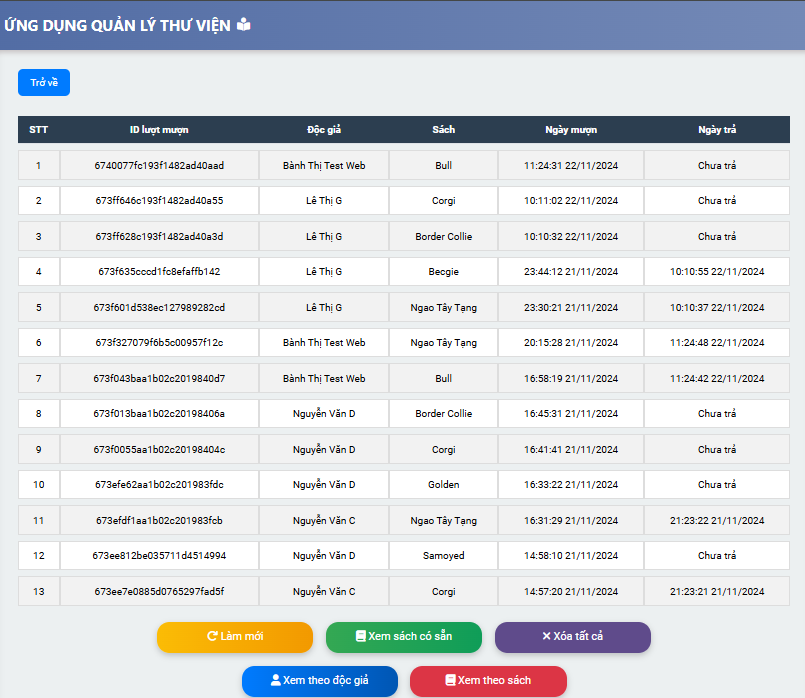 ỨNG DỤNG QUẢN LÝ THƯ VIỆN
Trở về
STT ID lượt mượn Độc giả Sách Ngày mượn Ngày trả
1 6740077fc193f1482ad40aad Bành Thị Test Web Bull 11:24:31 22/11/2024 Chưa trả
2 673ff646c193f1482ad40a55 Lê Thị G Corgi 10:11:02 22/11/2024 Chưa trả
3 673ff628c193f1482ad40a3d Lê Thị G Border Collie 10:10:32 22/11/2024 Chưa trả
4 673f635cccd1fc8efaffb142 Lê Thị G Becgie 23:44:12 21/11/2024 10:10:55 22/11/2024
5 673f601d538ec127989282cd Lê Thị G Ngao Tây Tạng 23:30:21 21/11/2024 10:10:37 22/11/2024
6 673f327079f6b5c00957f12c Bành Thị Test Web Ngao Tây Tạng 20:15:28 21/11/2024 11:24:48 22/11/2024
7 673f043baa1b02c2019840d7 Bành Thị Test Web Bull 16:58:19 21/11/2024 11:24:42 22/11/2024
8 673f013baa1b02c20198406a Nguyễn Văn D Border Collie 16:45:31 21/11/2024 Chưa trả
9 673f0055aa1b02c20198404c Nguyễn Văn D Corgi 16:41:41 21/11/2024 Chưa trả
10 673efe62aa1b02c201983fdc Nguyễn Văn D Golden 16:33:22 21/11/2024 Chưa trả
11 673efdf1aa1b02c201983fcb Nguyễn Văn C Ngao Tây Tạng 16:31:29 21/11/2024 21:23:22 21/11/2024
12 673ee812be035711d4514994 Nguyễn Văn D Samoyed 14:58:10 21/11/2024 Chưa trả
13 673ee7e0885d0765297fad5f Nguyễn Văn C Corgi 14:57:20 21/11/2024 21:23:21 21/11/2024
Làm mới Xem sách có sẵn Xóa tất cả
Xem theo độc giả Xem theo sách